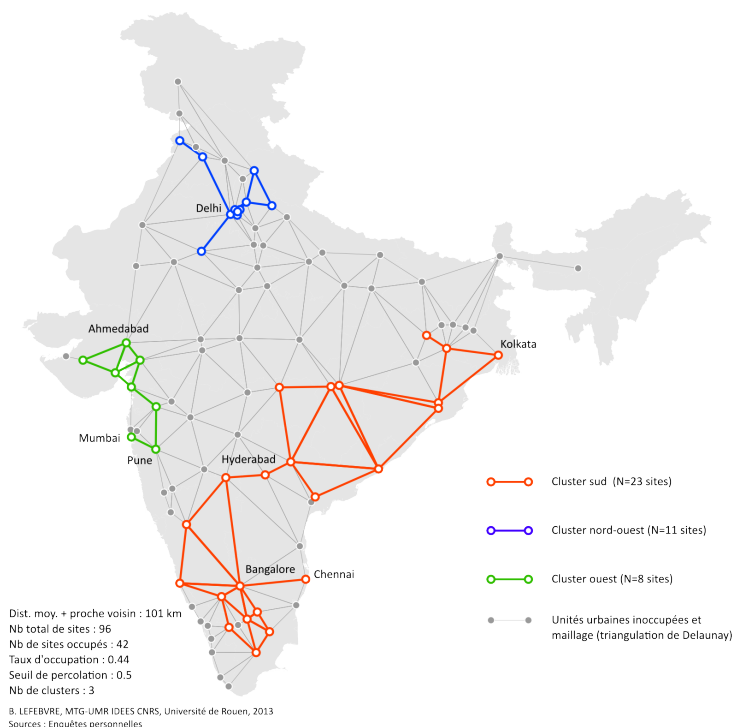 Delhi
Ahmedabad
Kolkata
Mumbai
Pune
Hyderabad
Cluster sud (N=23 sites)
Cluster nord-ouest (N=11 sites)
Bangalore
Chennai
Cluster ouest (N=8 sites)
Unités urbaines inoccupées et
maillage (triangulation de Delaunay)
Dist. moy. + proche voisin : 101 km
Nb total de sites : 96
Nb de sites occupés : 42
Taux d'occupation : 0.44
Seuil de percolation : 0.5
Nb de clusters : 3
B. LEFEBVRE, MTG-UMR IDEES CNRS, Université de Rouen, 2013
Sources : Enquêtes personnelles